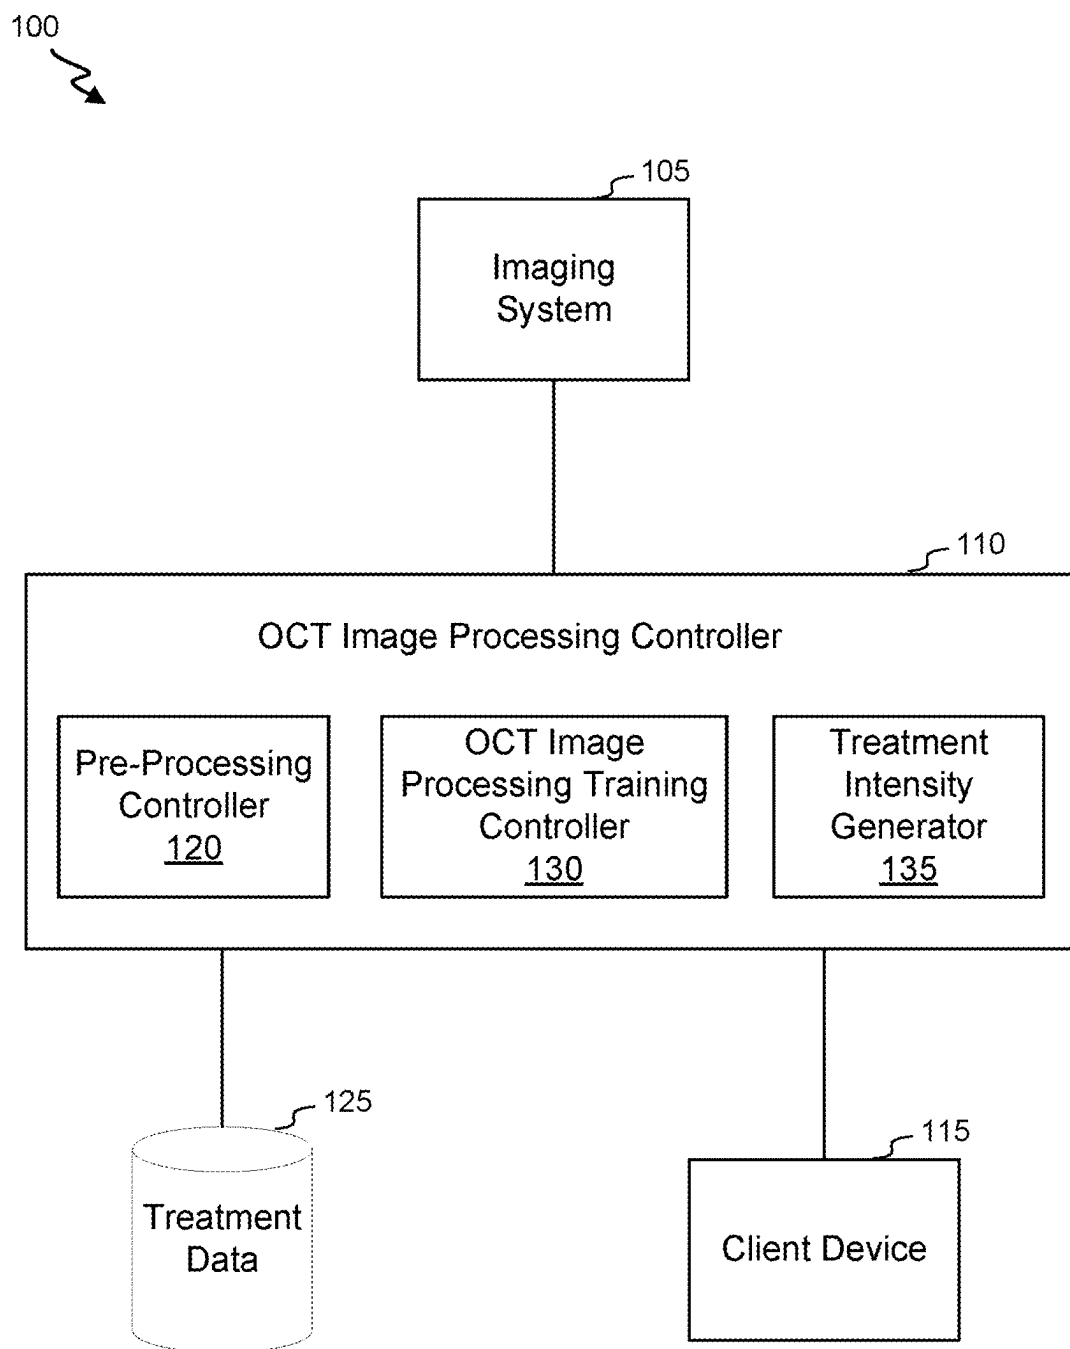 100
105
Imaging
System
110
OCT Image Processing Controller
Pre-Processing
Controller
120
OCT Image
Processing Training
Controller
130
Treatment
Intensity
Generator
135
125
Treatment
Data
115
Client Device